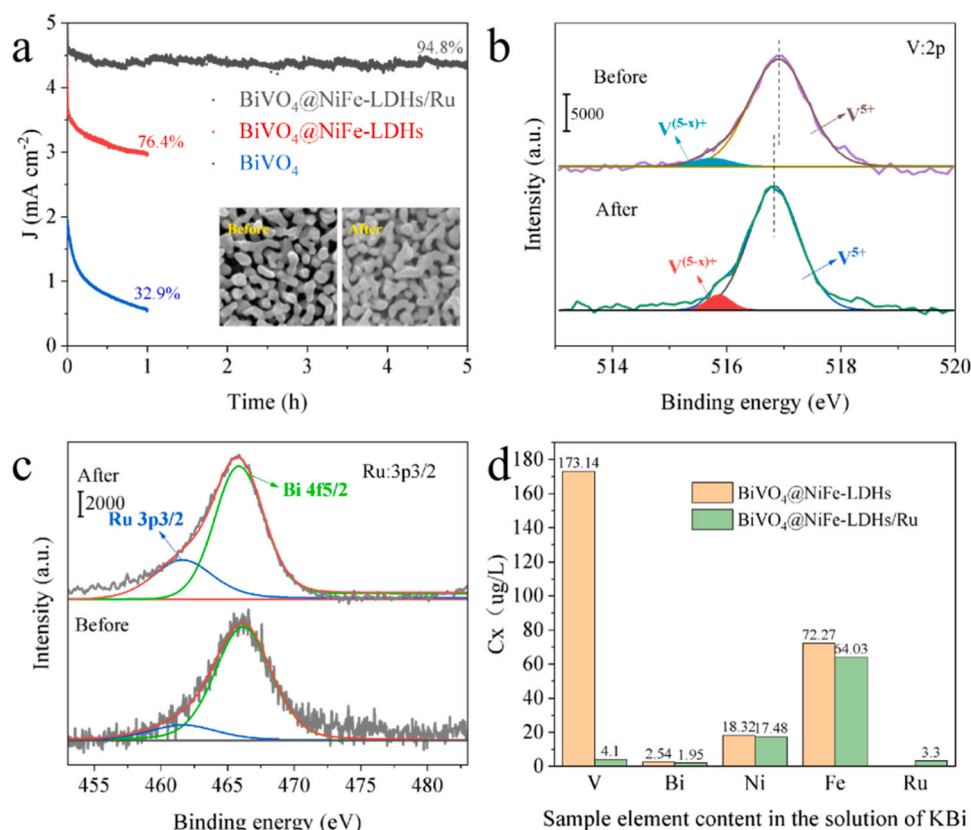 a
5
4
3
2
1
0
J (mA cm⁻²)
94.8%
BiVO₄@NiFe-LDHs/Ru
76.4%
BiVO₄@NiFe-LDHs
BiVO₄
32.9%
Before
After
0 1 2 3 4 5
Time (h)
b
V:2p
Before
5000
V⁽⁵⁻ˣ⁾⁺
V⁵⁺
After
V⁽⁵⁻ˣ⁾⁺
V⁵⁺
Intensity (a.u.)
514 516 518 520
Binding energy (eV)
c
Ru:3p3/2
After
2000
Bi 4f5/2
Ru 3p3/2
Before
Intensity (a.u.)
455 460 465 470 475 480
Binding energy (eV)
d
180
160
140
120
100
80
60
40
20
0
Cx (ug/L)
BiVO₄@NiFe-LDHs
BiVO₄@NiFe-LDHs/Ru
173.14
4.1
2.54
1.95
18.32
17.48
72.27
64.03
3.3
V Bi Ni Fe Ru
Sample element content in the solution of KBi